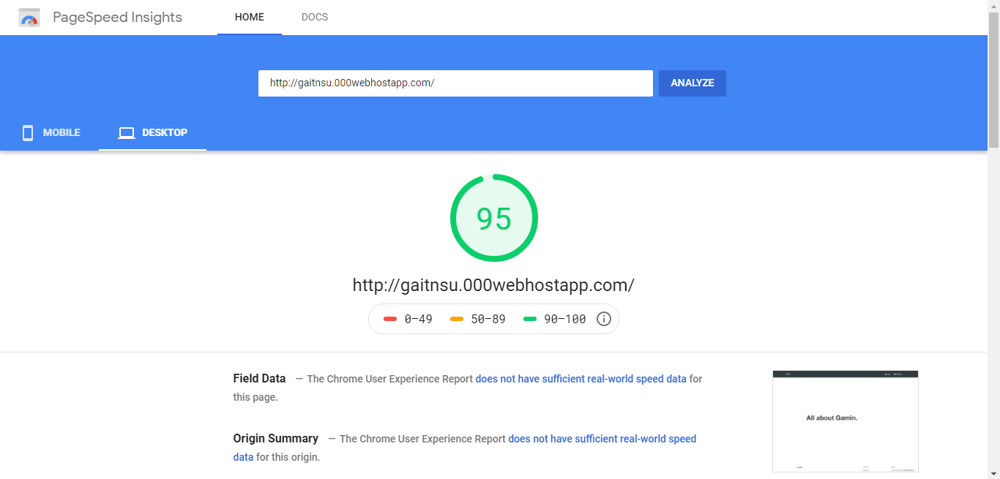 PageSpeed Insights
HOME
DOCS
http://gaitnsu.000webhostapp.com/
ANALYZE
MOBILE
DESKTOP
95
http://gaitnsu.000webhostapp.com/
0–49
50–89
90–100
Field Data — The Chrome User Experience Report does not have sufficient real-world speed data for
this page.
All about Gamin.
Origin Summary — The Chrome User Experience Report does not have sufficient real-world speed
data for this origin.